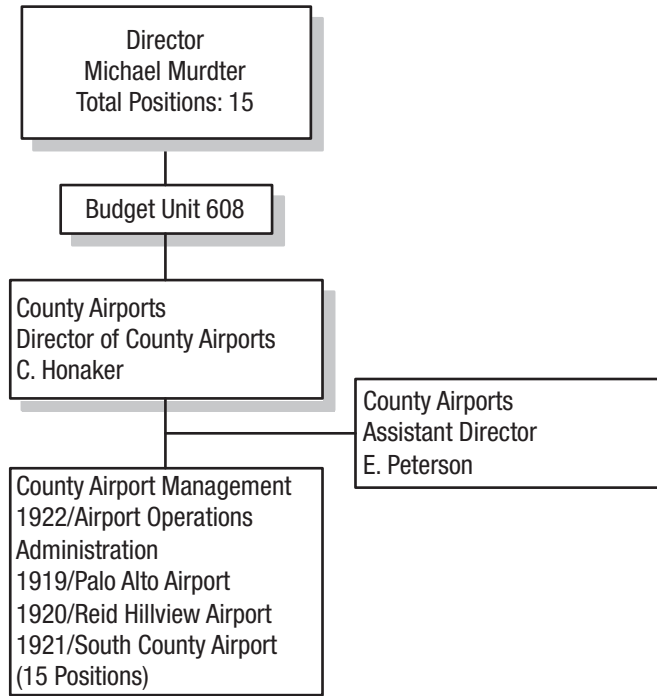 Director
Michael Murdter
Total Positions: 15
Budget Unit 608
County Airports
Director of County Airports
C. Honaker
County Airports
Assistant Director
E. Peterson
County Airport Management
1922/Airport Operations
Administration
1919/Palo Alto Airport
1920/Reid Hillview Airport
1921/South County Airport
(15 Positions)